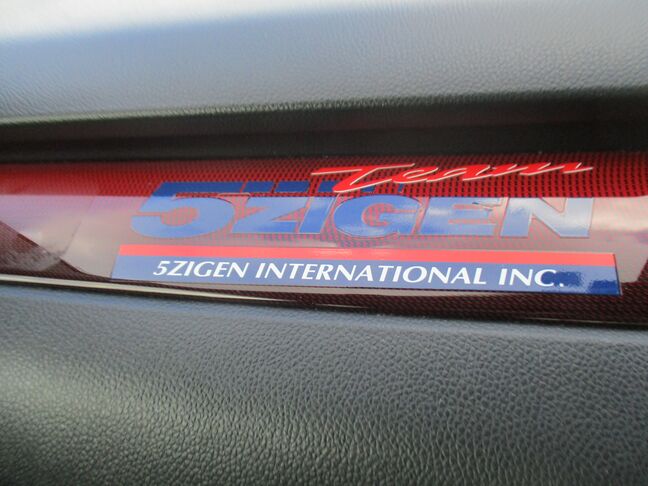 Team
5ZIGEN
5ZIGEN INTERNATIONAL INC.